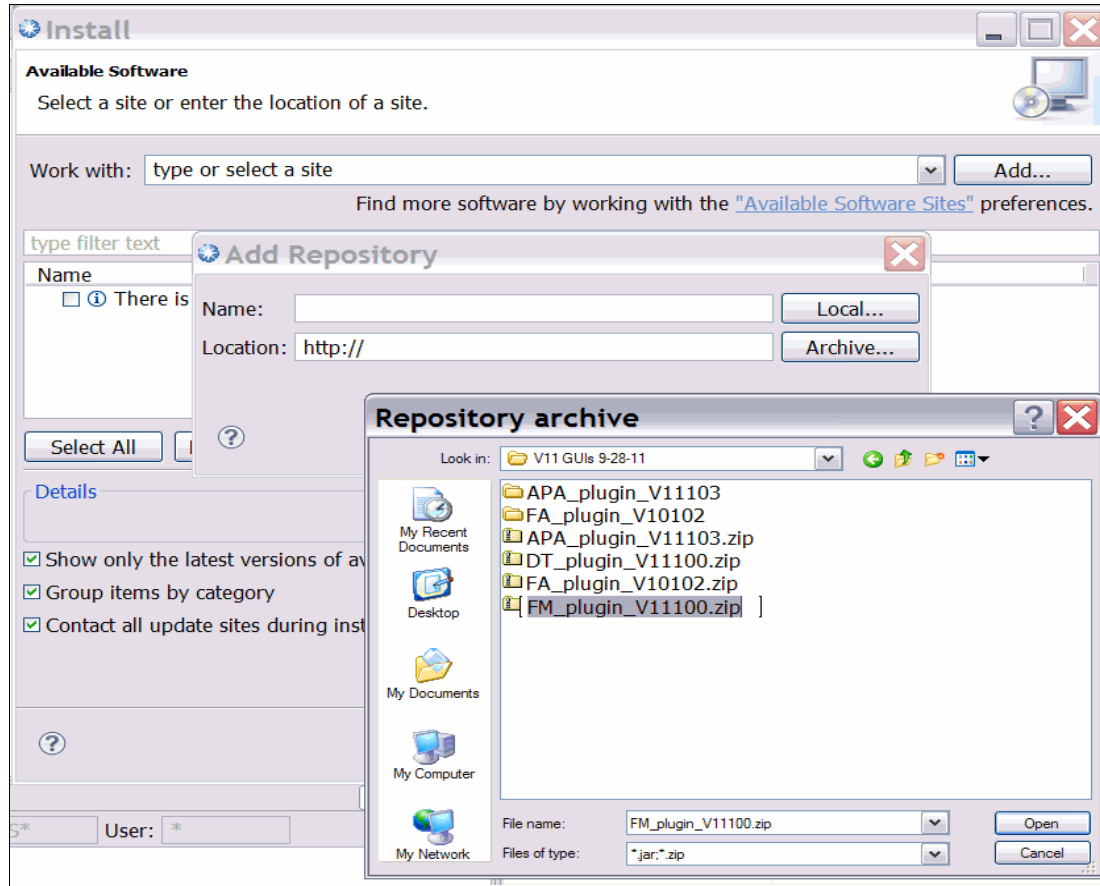 Install
Available Software
Select a site or enter the location of a site.
Work with: type or select a site Add...
Find more software by working with the "Available Software Sites" preferences.
type filter text
Name
There is
Add Repository
Name: Local...
Location: http:// Archive...
?
Select All
Details
Show only the latest versions of av
Group items by category
Contact all update sites during inst
?
S* User: *
Repository archive ?
Look in: V11 GUIs 9-28-11
My Recent
Documents
Desktop
My Documents
My Computer
My Network
APA_plugin_V11103
FA_plugin_V10102
APA_plugin_V11103.zip
DT_plugin_V11100.zip
FA_plugin_V10102.zip
FM_plugin_V11100.zip
File name: FM_plugin_V11100.zip Open
Files of type: *.jar;*.zip Cancel